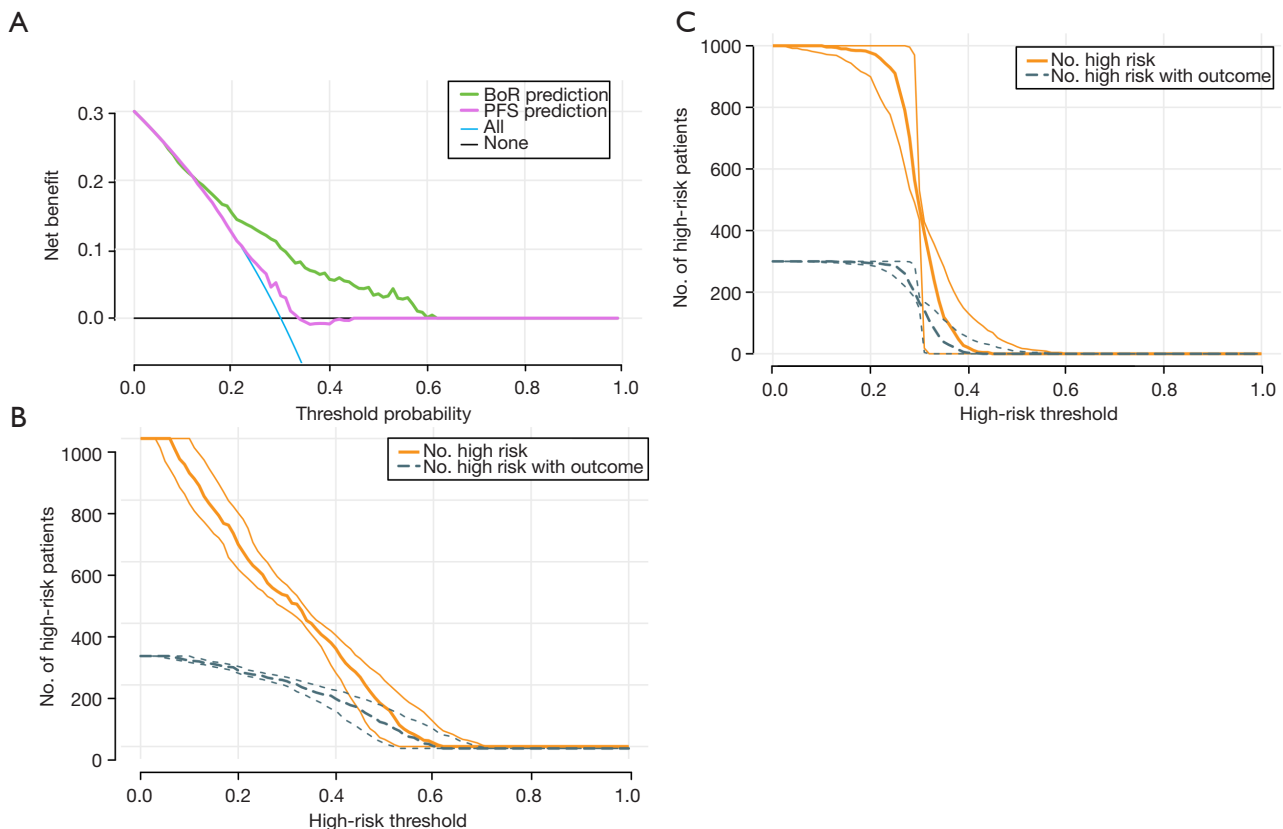 A
BoR prediction
PFS prediction
All
None
Net benefit
0.3
0.2
0.1
0.0
0.0 0.2 0.4 0.6 0.8 1.0
Threshold probability
B
No. high risk
No. high risk with outcome
No. of high-risk patients
1000
800
600
400
200
0
0.0 0.2 0.4 0.6 0.8 1.0
High-risk threshold
C
No. high risk
No. high risk with outcome
No. of high-risk patients
1000
800
600
400
200
0
0.0 0.2 0.4 0.6 0.8 1.0
High-risk threshold